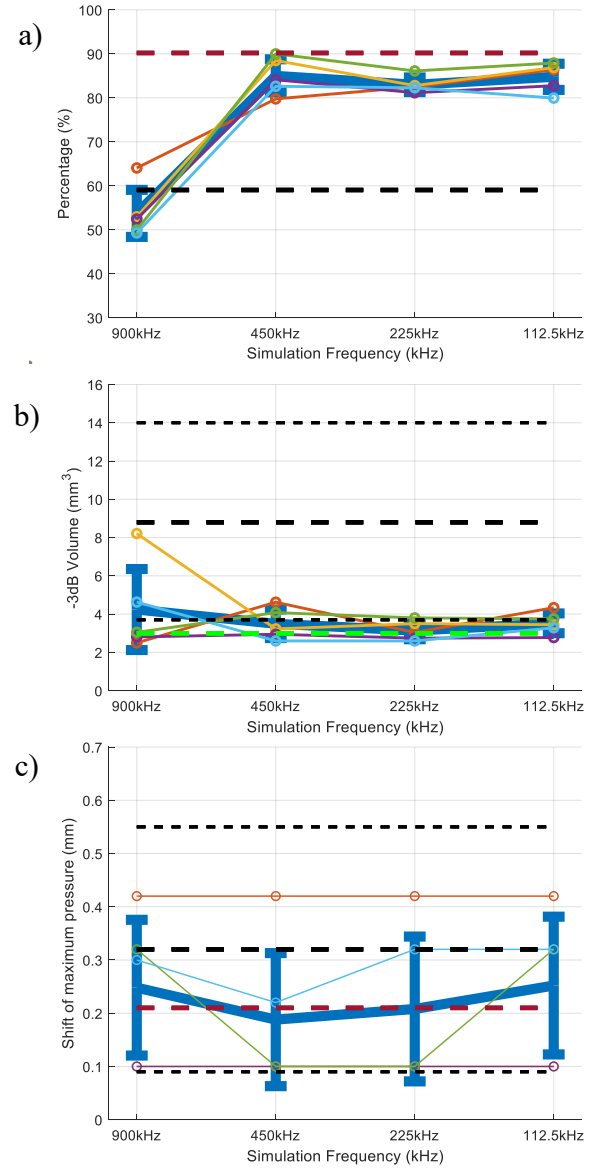 a)
Percentage (%)
100
90
80
70
60
50
40
30
900kHz 450kHz 225kHz 112.5kHz
Simulation Frequency (kHz)
b)
-3dB Volume (mm³)
16
14
12
10
8
6
4
2
0
900kHz 450kHz 225kHz 112.5kHz
Simulation Frequency (kHz)
c)
Shift of maximum pressure (mm)
0.7
0.6
0.5
0.4
0.3
0.2
0.1
0
900kHz 450kHz 225kHz 112.5kHz
Simulation Frequency (kHz)